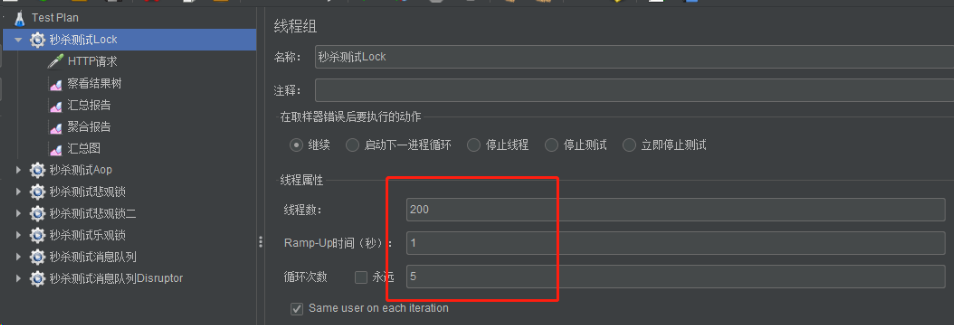 Test Plan
秒杀测试Lock
HTTP请求
察看结果树
汇总报告
聚合报告
汇总图
秒杀测试Aop
秒杀测试悲观锁
秒杀测试悲观锁二
秒杀测试乐观锁
秒杀测试消息队列
秒杀测试消息队列Disruptor
线程组
名称: 秒杀测试Lock
注释:
在取样器错误后要执行的动作
继续 启动下一进程循环 停止线程 停止测试 立即停止测试
线程属性
线程数: 200
Ramp-Up时间（秒）: 1
循环次数 永远 5
Same user on each iteration